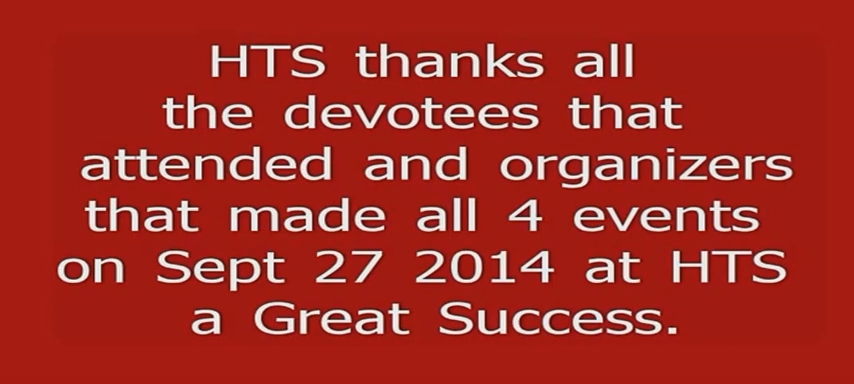 HTS thanks all
the devotees that
attended and organizers
that made all 4 events
on Sept 27 2014 at HTS
a Great Success.